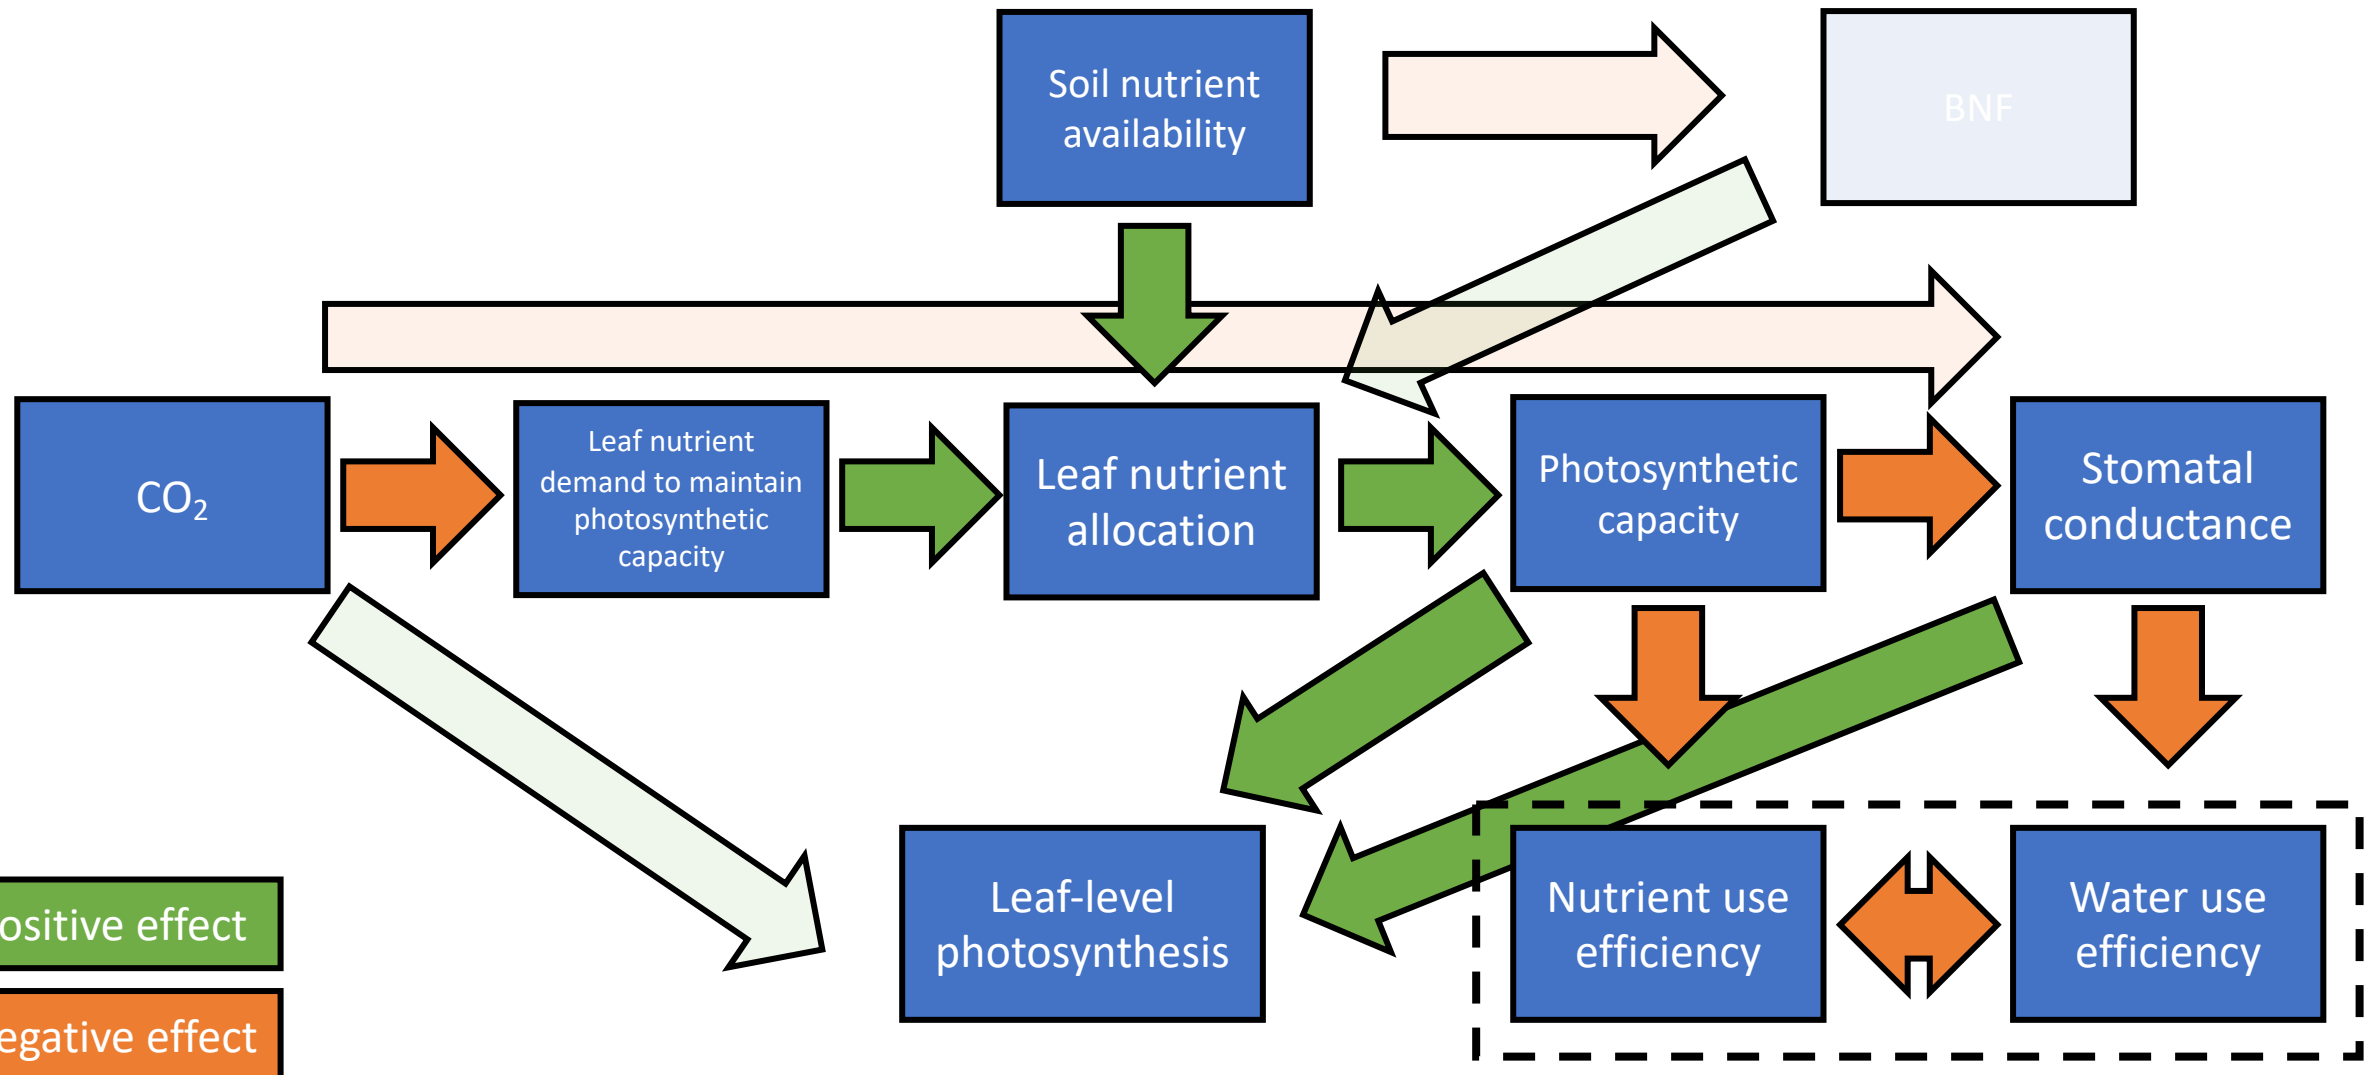 Soil nutrient
availability
BNF
CO₂
Leaf nutrient
demand to maintain
photosynthetic
capacity
Leaf nutrient
allocation
Photosynthetic
capacity
Stomatal
conductance
Leaf-level
photosynthesis
Nutrient use
efficiency
Water use
efficiency
ositive effect
egative effect